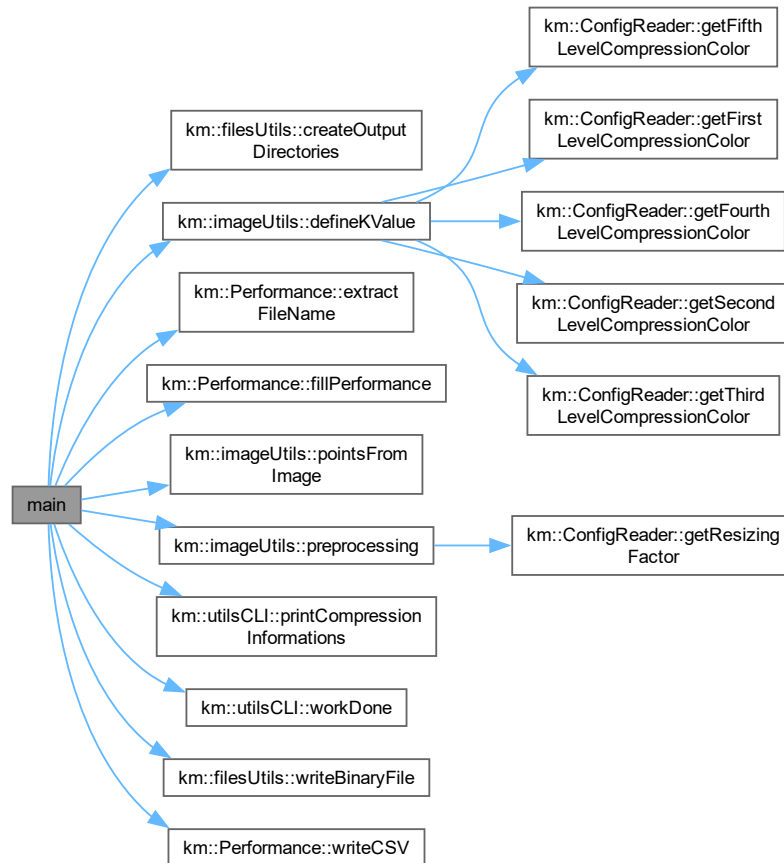 km::ConfigReader::getFifth
LevelCompressionColor
km::ConfigReader::getFirst
LevelCompressionColor
km::filesUtils::createOutput
Directories
km::imageUtils::defineKValue
km::ConfigReader::getFourth
LevelCompressionColor
km::Performance::extract
FileName
km::ConfigReader::getSecond
LevelCompressionColor
km::Performance::fillPerformance
km::ConfigReader::getThird
LevelCompressionColor
km::imageUtils::pointsFrom
Image
main
km::imageUtils::preprocessing
km::ConfigReader::getResizing
Factor
km::utilsCLI::printCompression
Informations
km::utilsCLI::workDone
km::filesUtils::writeBinaryFile
km::Performance::writeCSV